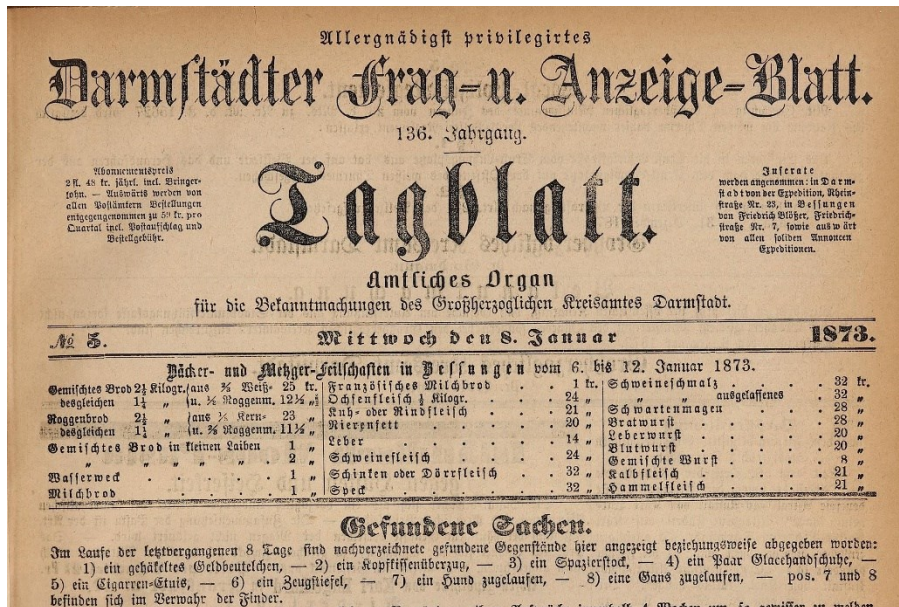 Allergnädigst privilegirtes
Darmstädter Frag- u. Anzeige-Blatt.
136. Jahrgang.
Abonnementspreis
2 fl. 48 kr. jährl. incl. Bringer-
lohn. — Auswärts werden von
allen Postämtern Bestellungen
entgegengenommen zu 59 kr. pro
Quartal incl. Postaufschlag und
Bestellgebühr.
Tagblatt.
Inserate
werden angenommen: in Darm-
stadt von der Expedition, Rhein-
straße Nr. 23, in Bessungen
von Friedrich Blößer, Friedrich-
straße Nr. 7, sowie auswärt
von allen soliden Annoncen
Expeditionen.
Amtliches Organ
für die Bekanntmachungen des Großherzoglichen Kreisamtes Darmstadt.
№ 5. Mittwoch den 8. Januar 1873.
Bäcker- und Metzger-Feilschaften in Bessungen vom 6. bis 12. Januar 1873.
Gemischtes Brod 2½ Kilogr. (aus ⅗ Weiß- 25 kr.
desgleichen 1¼ „ (u. ⅖ Roggenm. 12½ „
Roggenbrod 2½ „ (aus ⅓ Kern- 23 „
desgleichen 1¼ „ (u. ⅔ Roggenm. 11½ „
Gemischtes Brod in kleinen Laiben 1 „
„ „ „ „ „ 2 „
Wasserweck . . . . 1 „
Milchbrod 1 „
Französisches Milchbrod . . . 1 kr.
Ochsenfleisch ½ Kilogr. . . . 24 „
Kuh- oder Rindfleisch . . . 21 „
Nierenfett . . . 20 „
Leber . . . 14 „
Schweinefleisch . . . 24 „
Schinken oder Dörrfleisch . . . 32 „
Speck . . . 32 „
Schweineschmalz . . . 32 kr.
„ „ ausgelassenes . . . 32 „
Schwartenmagen . . . 28 „
Bratwurst . . . 28 „
Leberwurst . . . 20 „
Blutwurst . . . 20 „
Gemischte Wurst . . . 8 „
Kalbfleisch . . . 21 „
Hammelfleisch . . . 21 „
Gefundene Sachen.
Im Laufe der letztvergangenen 8 Tage sind nachverzeichnete gefundene Gegenstände hier angezeigt beziehungsweise abgegeben worden:
1) ein gehäkeltes Geldbeutelchen, — 2) ein Kopfkissenüberzug, — 3) ein Spazierstock, — 4) ein Paar Glacehandschuhe, —
5) ein Cigarren-Etuis, — 6) ein Zeugstiefel, — 7) ein Hund zugelaufen, — 8) eine Gans zugelaufen, — pos. 7 und 8
befinden sich im Verwahr der Finder.